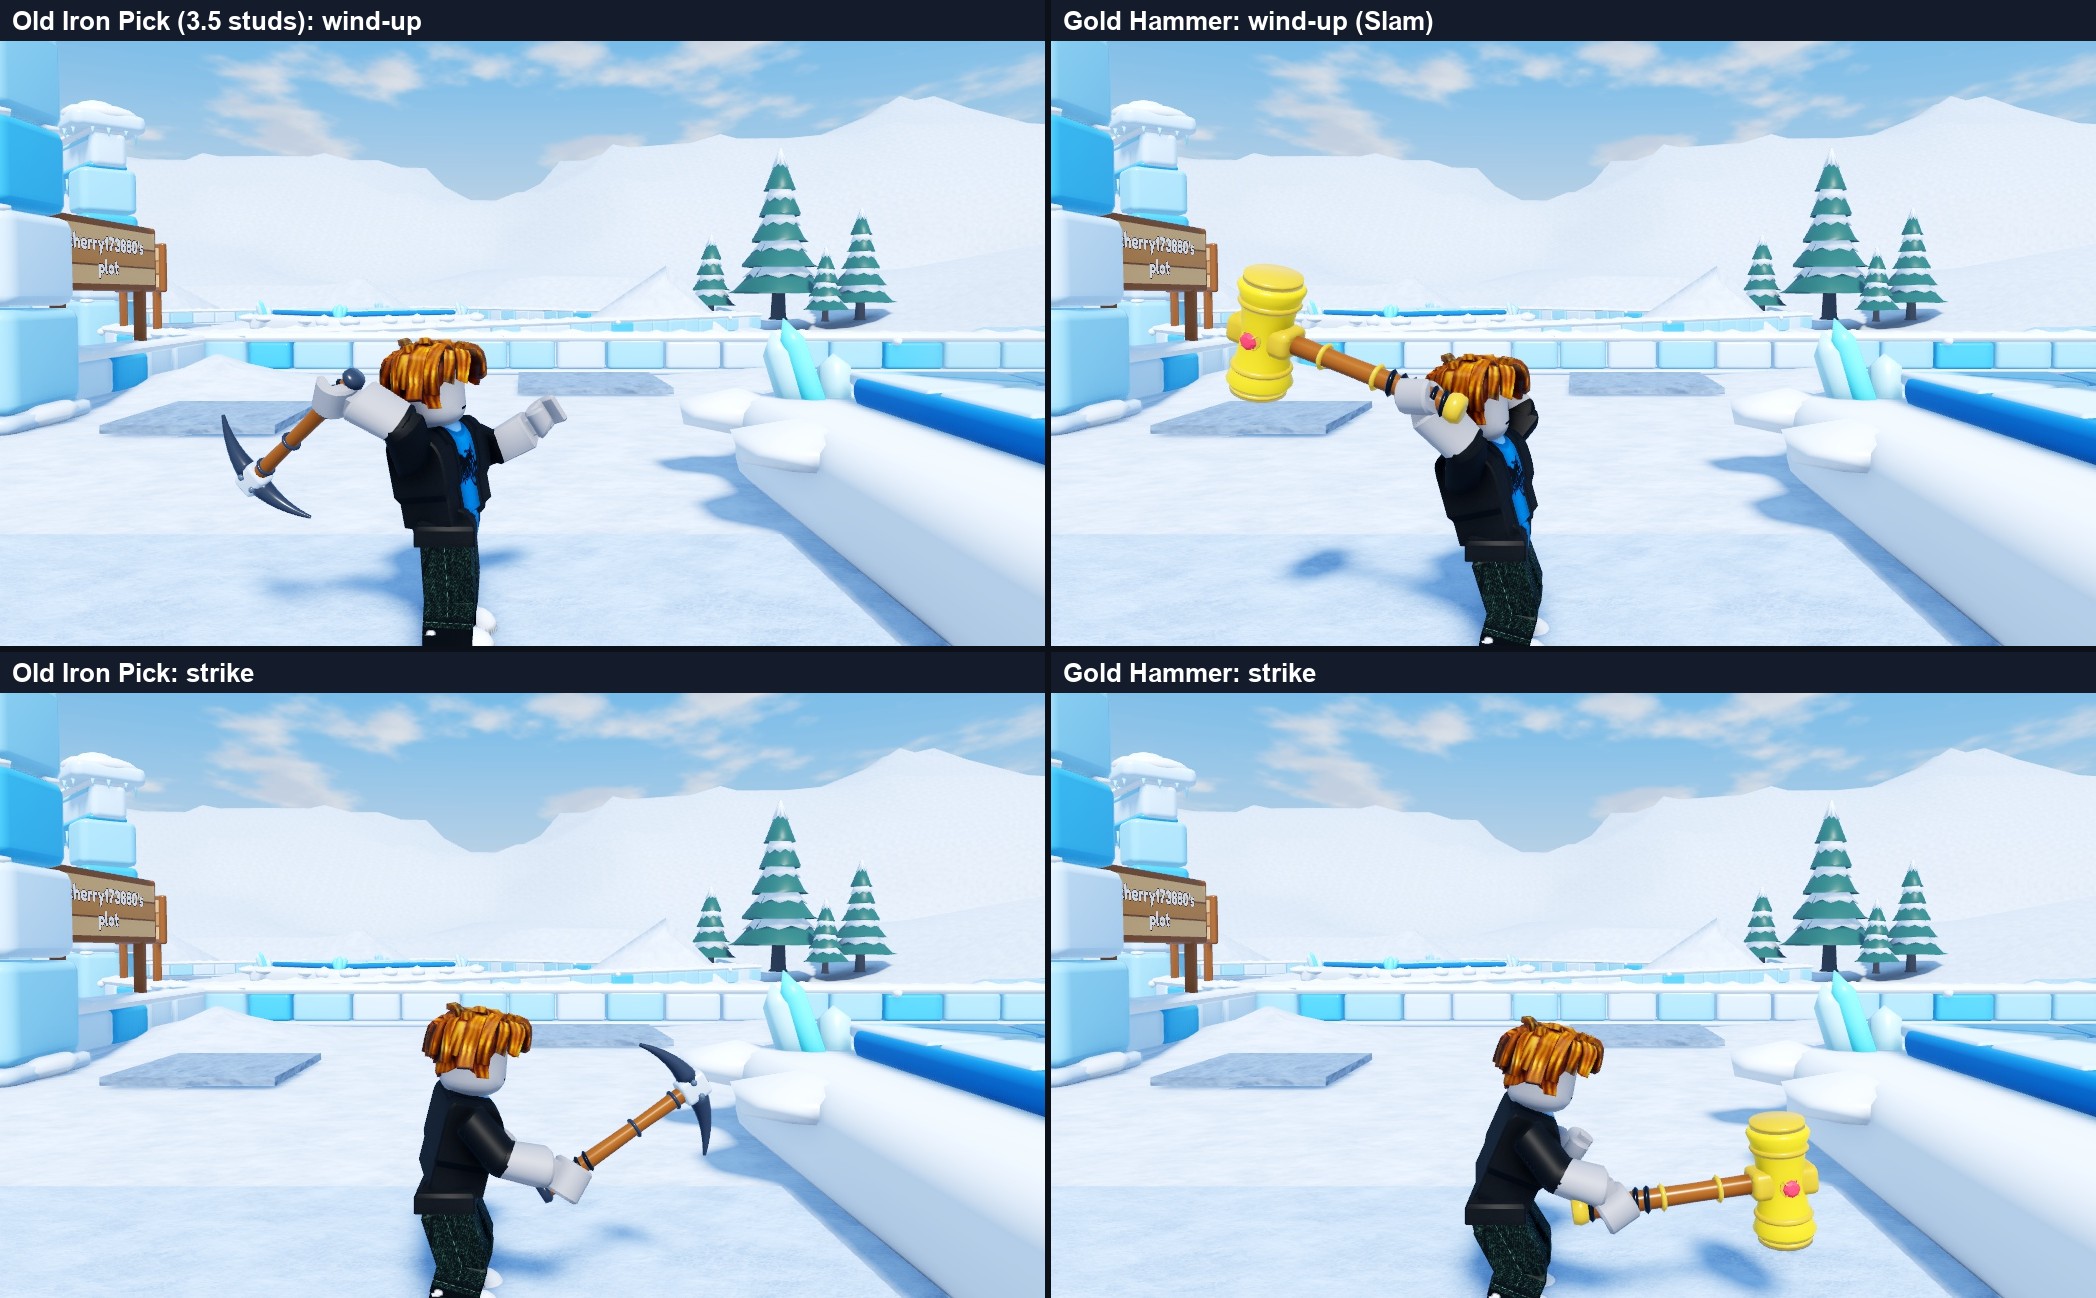 Old Iron Pick (3.5 studs): wind-up
Gold Hammer: wind-up (Slam)
plot
plot
Old Iron Pick: strike
Gold Hammer: strike
plot
plot